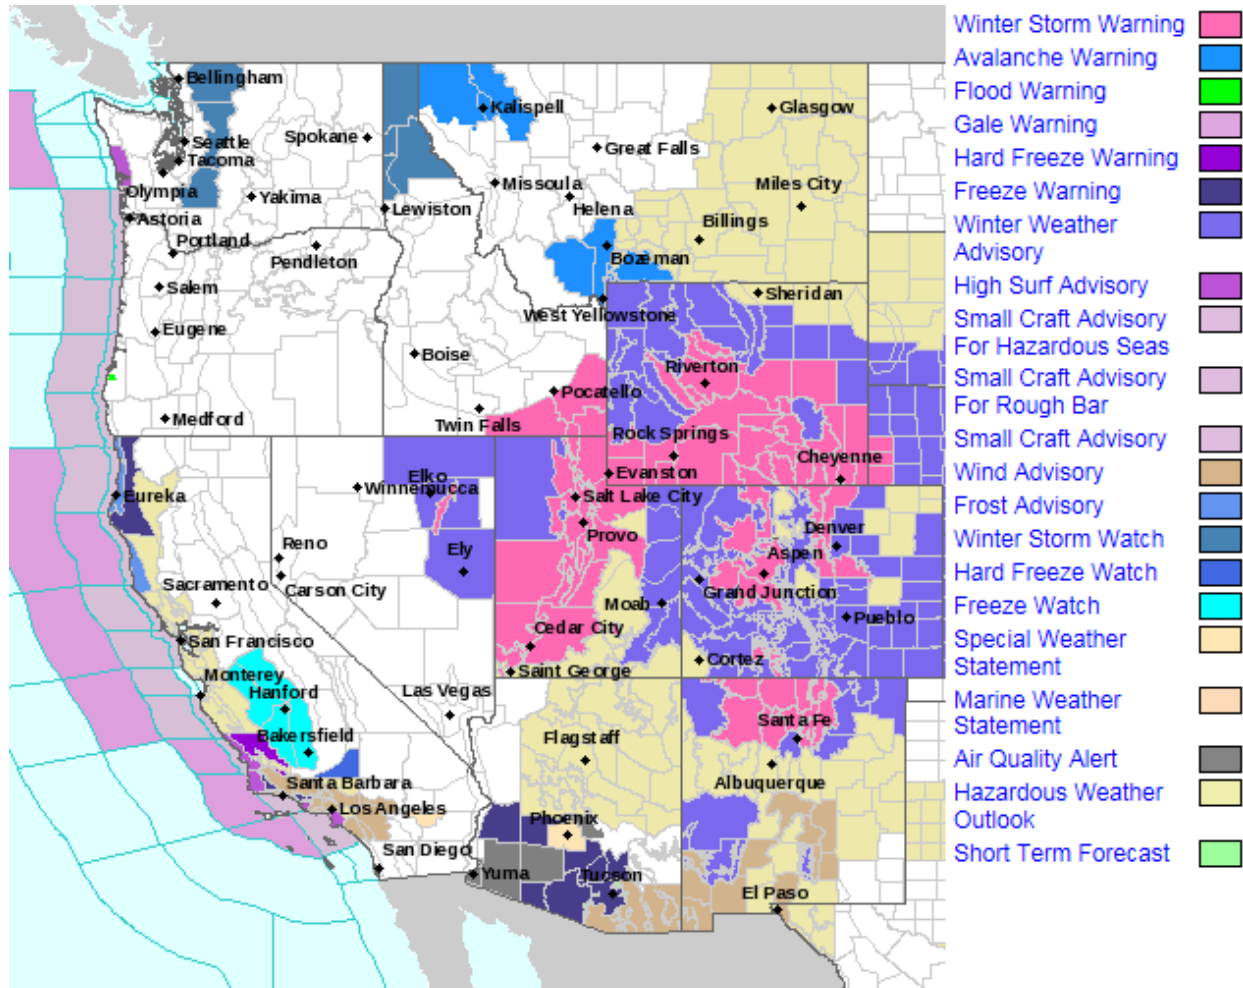 Winter Storm Warning
Avalanche Warning
Flood Warning
Gale Warning
Hard Freeze Warning
Freeze Warning
Winter Weather
Advisory
High Surf Advisory
Small Craft Advisory
For Hazardous Seas
Small Craft Advisory
For Rough Bar
Small Craft Advisory
Wind Advisory
Frost Advisory
Winter Storm Watch
Hard Freeze Watch
Freeze Watch
Special Weather
Statement
Marine Weather
Statement
Air Quality Alert
Hazardous Weather
Outlook
Short Term Forecast
Bellingham
Kalispell
Glasgow
Seattle
Spokane
Great Falls
Tacoma
Olympia
Yakima
Missoula
Miles City
Helena
Lewiston
Astoria
Billings
Portland
Pendleton
Bozeman
Salem
Sheridan
West Yellowstone
Eugene
Boise
Riverton
Pocatello
Medford
Twin Falls
Rock Springs
Cheyenne
Evanston
Elko
Winnemucca
Eureka
Salt Lake City
Provo
Denver
Reno
Ely
Aspen
Sacramento
Carson City
Grand Junction
Moab
Pueblo
Cedar City
San Francisco
Cortez
Saint George
Monterey
Hanford
Las Vegas
Santa Fe
Bakersfield
Flagstaff
Albuquerque
Santa Barbara
Los Angeles
Phoenix
San Diego
Yuma
Tucson
El Paso